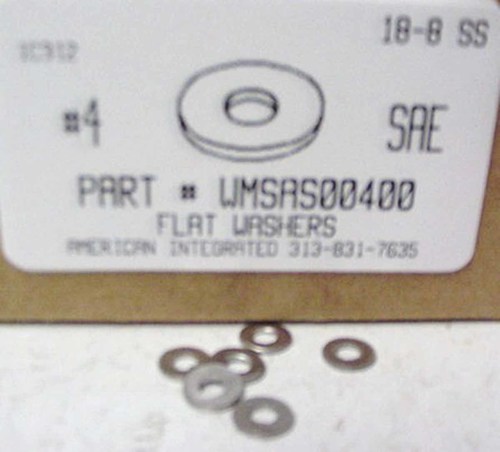 18-8 SS
#4
SAE
PART # WMSAS00400
FLAT WASHERS
AMERICAN INTEGRATED 313-831-7635